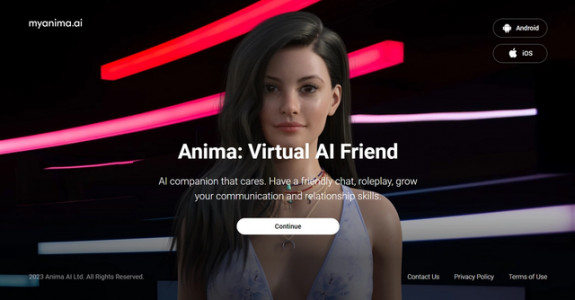 myanima.ai
Android
iOS
Anima: Virtual AI Friend
AI companion that cares. Have a friendly chat, roleplay, grow
your communication and relationship skills.
Continue
2023 Anima AI Ltd. All Rights Reserved.
Contact Us
Privacy Policy
Terms of Use